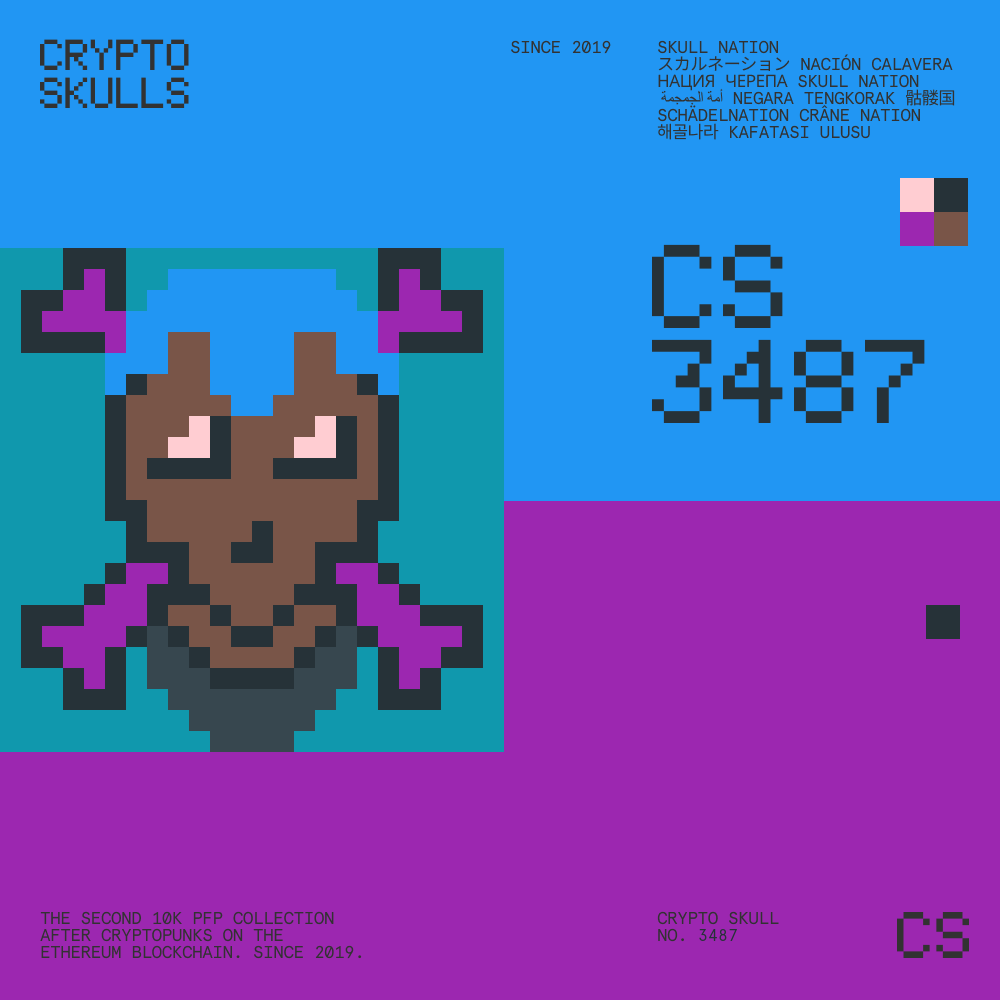 CRYPTO
SKULLS
SINCE 2019
SKULL NATION
スカルネーション NACIÓN CALAVERA
НАЦИЯ ЧЕРЕПА SKULL NATION
أمة الجمجمة NEGARA TENGKORAK 骷髅国
SCHÄDELNATION CRÂNE NATION
해골나라 KAFATASI ULUSU
CS
3487
THE SECOND 10K PFP COLLECTION
AFTER CRYPTOPUNKS ON THE
ETHEREUM BLOCKCHAIN. SINCE 2019.
CRYPTO SKULL
NO. 3487
CS